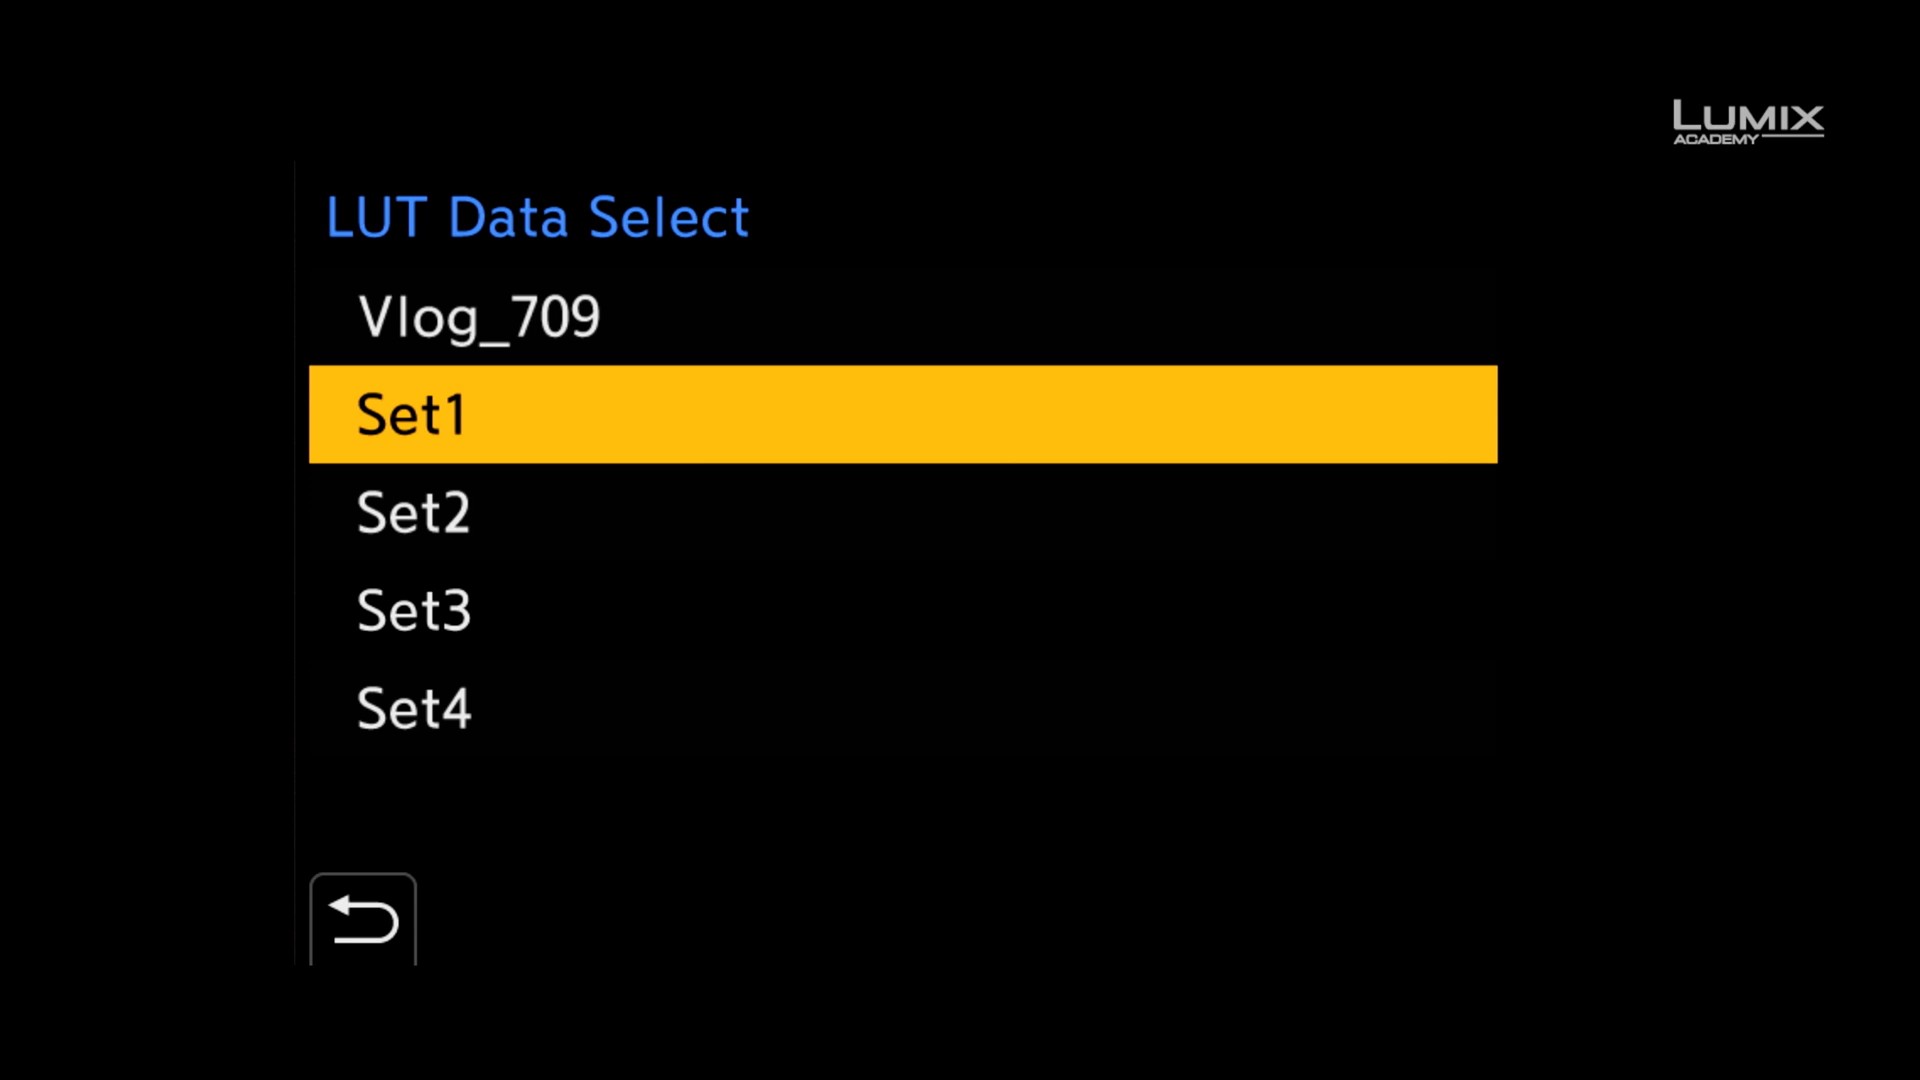 LUMIX
ACADEMY
LUT Data Select
Vlog_709
Set1
Set2
Set3
Set4